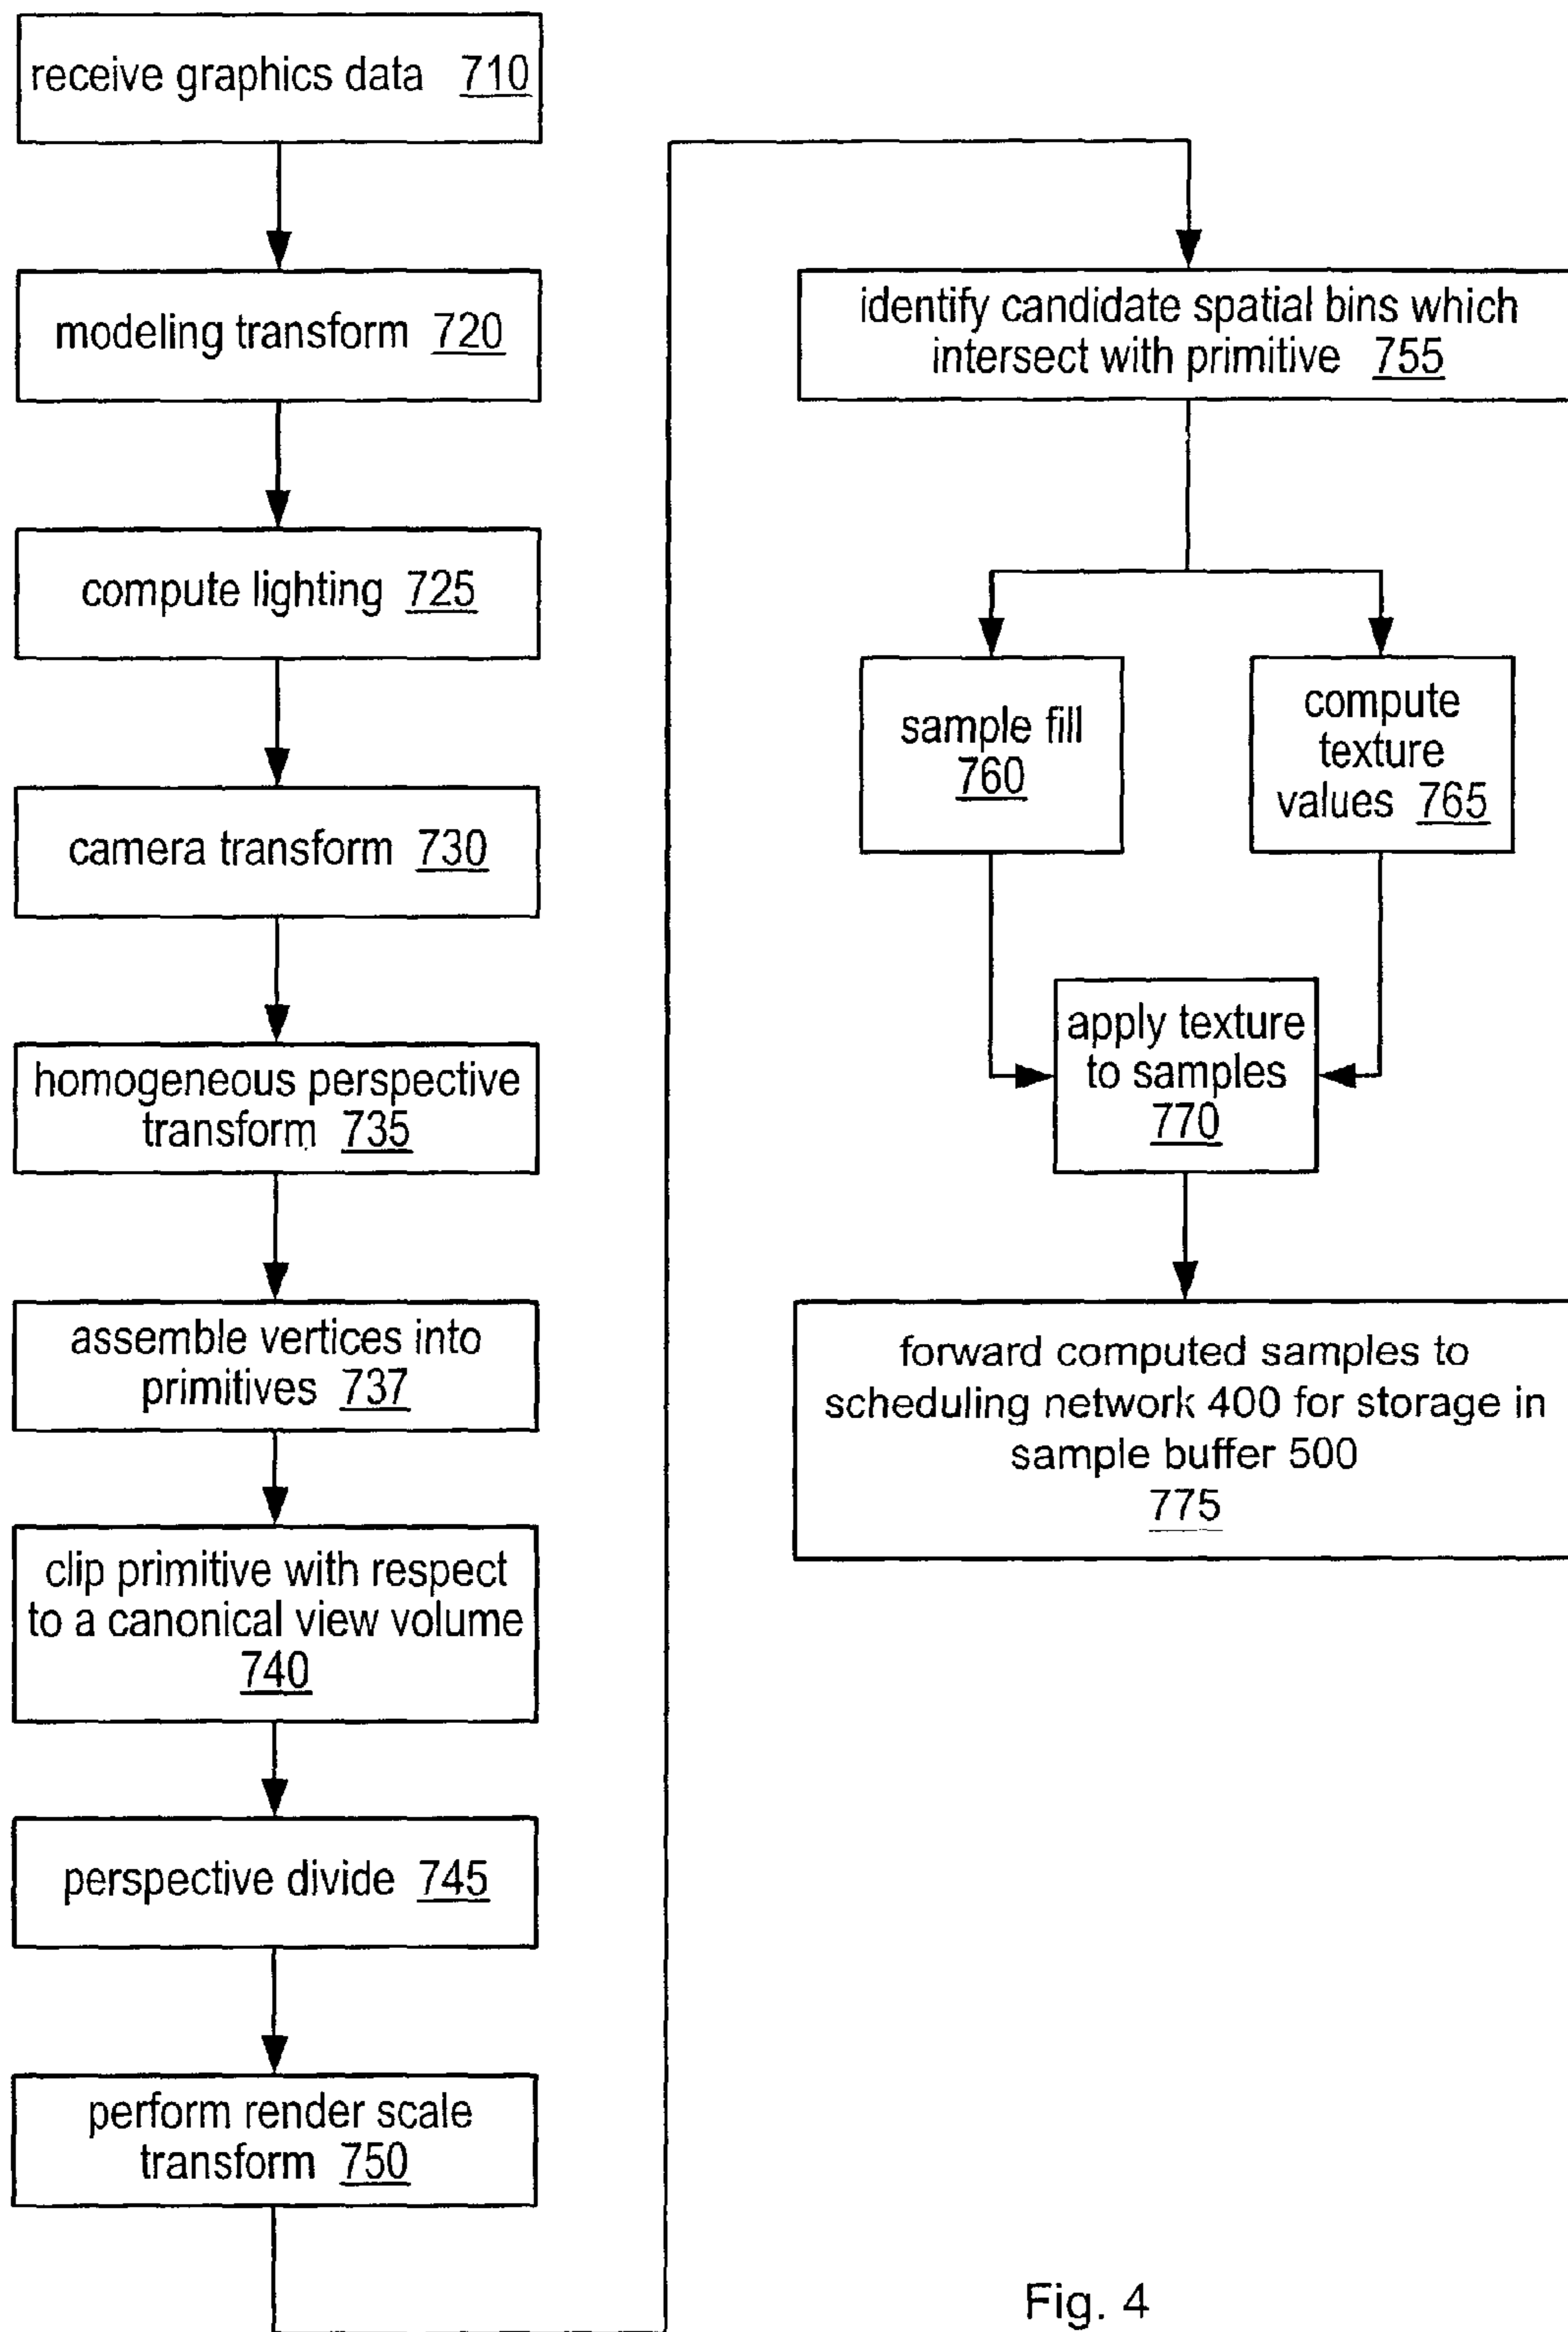 receive graphics data 710
modeling transform 720
compute lighting 725
camera transform 730
homogeneous perspective
transform 735
assemble vertices into
primitives 737
clip primitive with respect
to a canonical view volume
740
perspective divide 745
perform render scale
transform 750
identify candidate spatial bins which
intersect with primitive 755
sample fill
760
compute
texture
values 765
apply texture
to samples
770
forward computed samples to
scheduling network 400 for storage in
sample buffer 500
775
Fig. 4